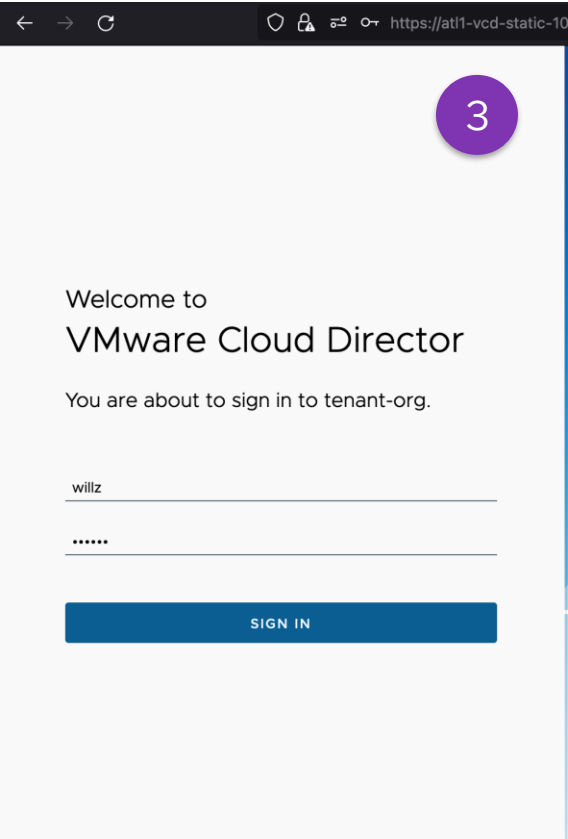 https://atl1-vcd-static-10
3
Welcome to
VMware Cloud Director
You are about to sign in to tenant-org.
willz
••••••
SIGN IN